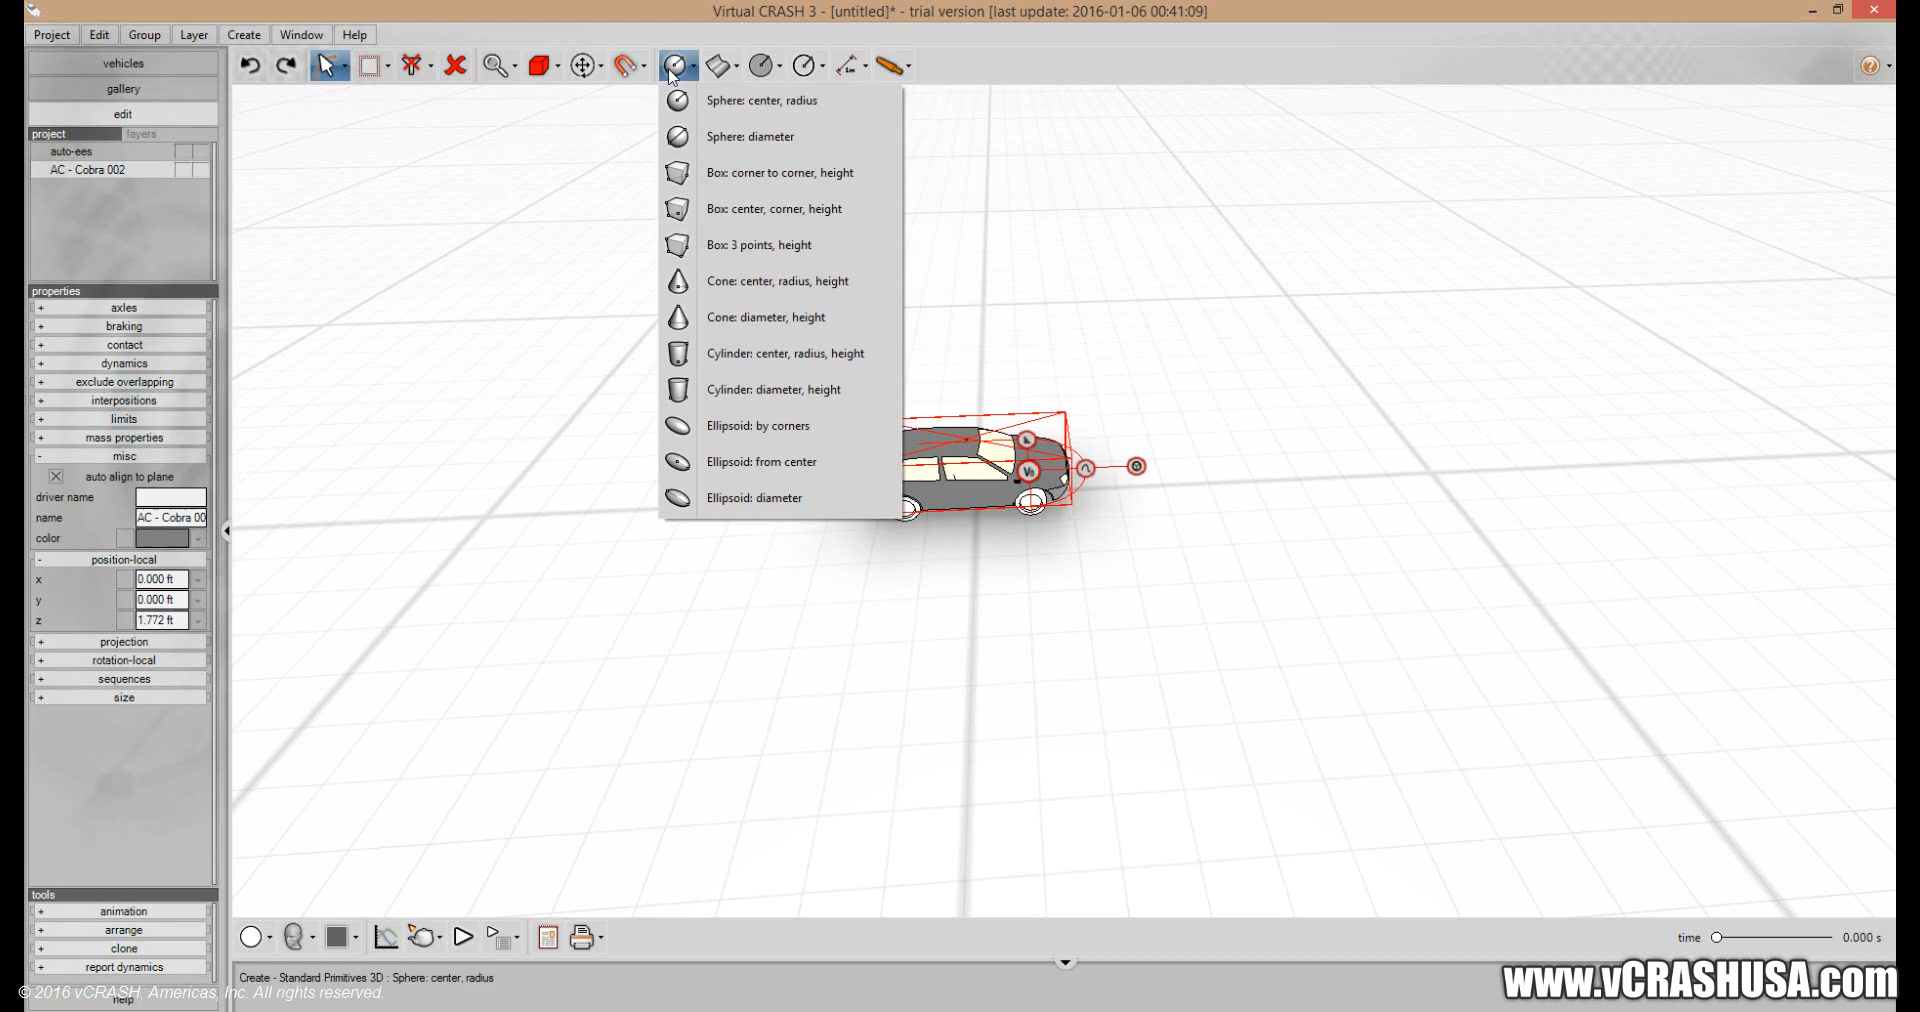 Virtual CRASH 3 - [untitled]* - trial version [last update: 2016-01-06 00:41:09]
Project Edit Group Layer Create Window Help
vehicles
gallery
edit
project layers
auto-ees
AC - Cobra 002
properties
+ axles
+ braking
+ contact
+ dynamics
+ exclude overlapping
+ interpositions
+ limits
+ mass properties
- misc
auto align to plane
driver name
name AC - Cobra 00
color
- position-local
x 0.000 ft
y 0.000 ft
z 1.772 ft
+ projection
+ rotation-local
+ sequences
+ size
tools
+ animation
+ arrange
+ clone
+ report dynamics
help
Sphere: center, radius
Sphere: diameter
Box: corner to corner, height
Box: center, corner, height
Box: 3 points, height
Cone: center, radius, height
Cone: diameter, height
Cylinder: center, radius, height
Cylinder: diameter, height
Ellipsoid: by corners
Ellipsoid: from center
Ellipsoid: diameter
time 0.000 s
Create - Standard Primitives 3D : Sphere: center, radius
© 2016 vCRASH, Americas, Inc. All rights reserved.
www.vCRASHUSA.com